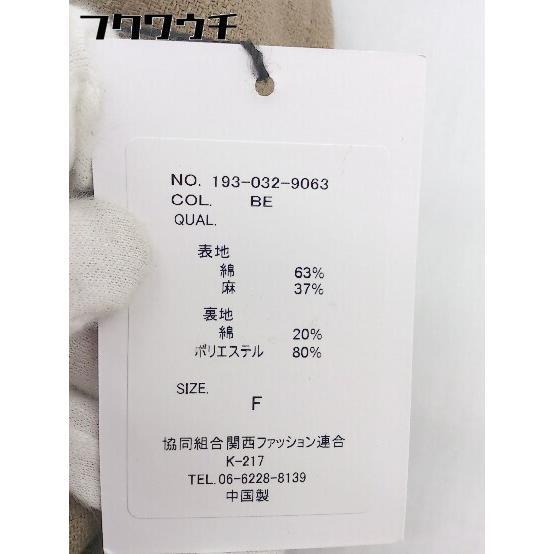 フクワウチ
NO. 193-032-9063
COL. BE
QUAL.
表地
綿 63%
麻 37%
裏地
綿 20%
ポリエステル 80%
SIZE.
F
協同組合関西ファッション連合
K-217
TEL.06-6228-8139
中国製